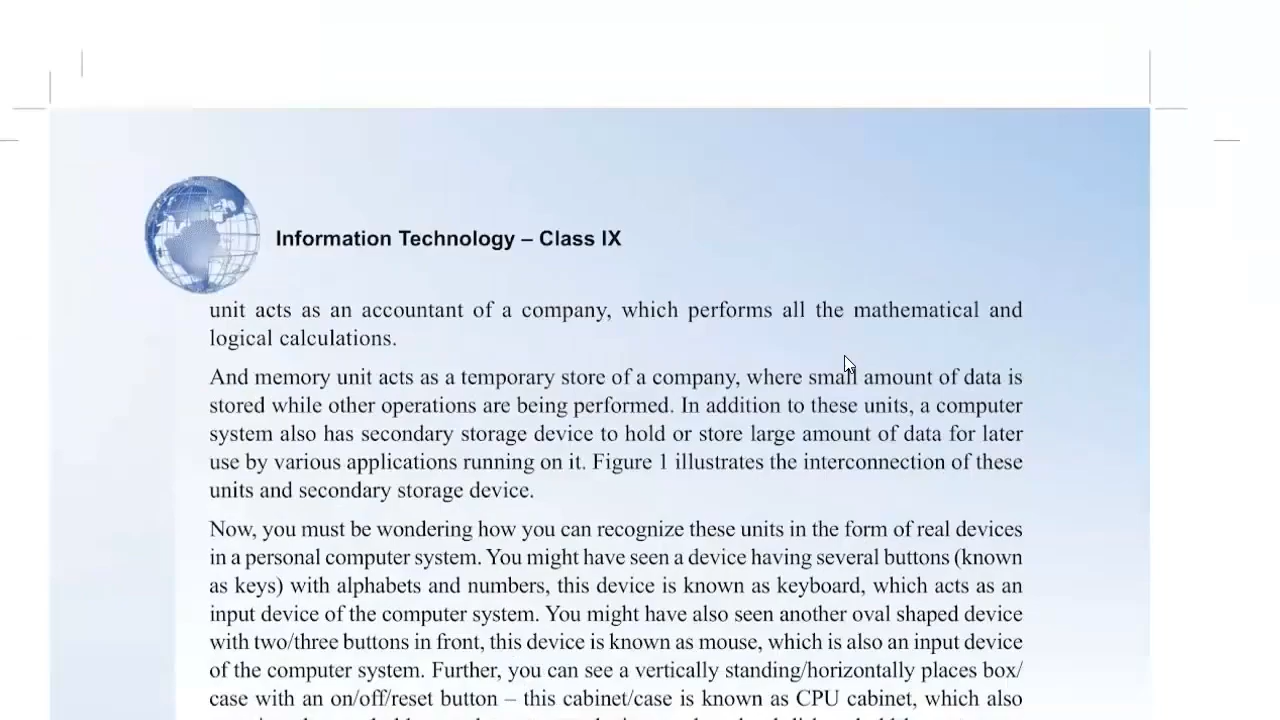 Information Technology – Class IX
unit acts as an accountant of a company, which performs all the mathematical and
logical calculations.
And memory unit acts as a temporary store of a company, where small amount of data is
stored while other operations are being performed. In addition to these units, a computer
system also has secondary storage device to hold or store large amount of data for later
use by various applications running on it. Figure 1 illustrates the interconnection of these
units and secondary storage device.
Now, you must be wondering how you can recognize these units in the form of real devices
in a personal computer system. You might have seen a device having several buttons (known
as keys) with alphabets and numbers, this device is known as keyboard, which acts as an
input device of the computer system. You might have also seen another oval shaped device
with two/three buttons in front, this device is known as mouse, which is also an input device
of the computer system. Further, you can see a vertically standing/horizontally places box/
case with an on/off/reset button – this cabinet/case is known as CPU cabinet, which also